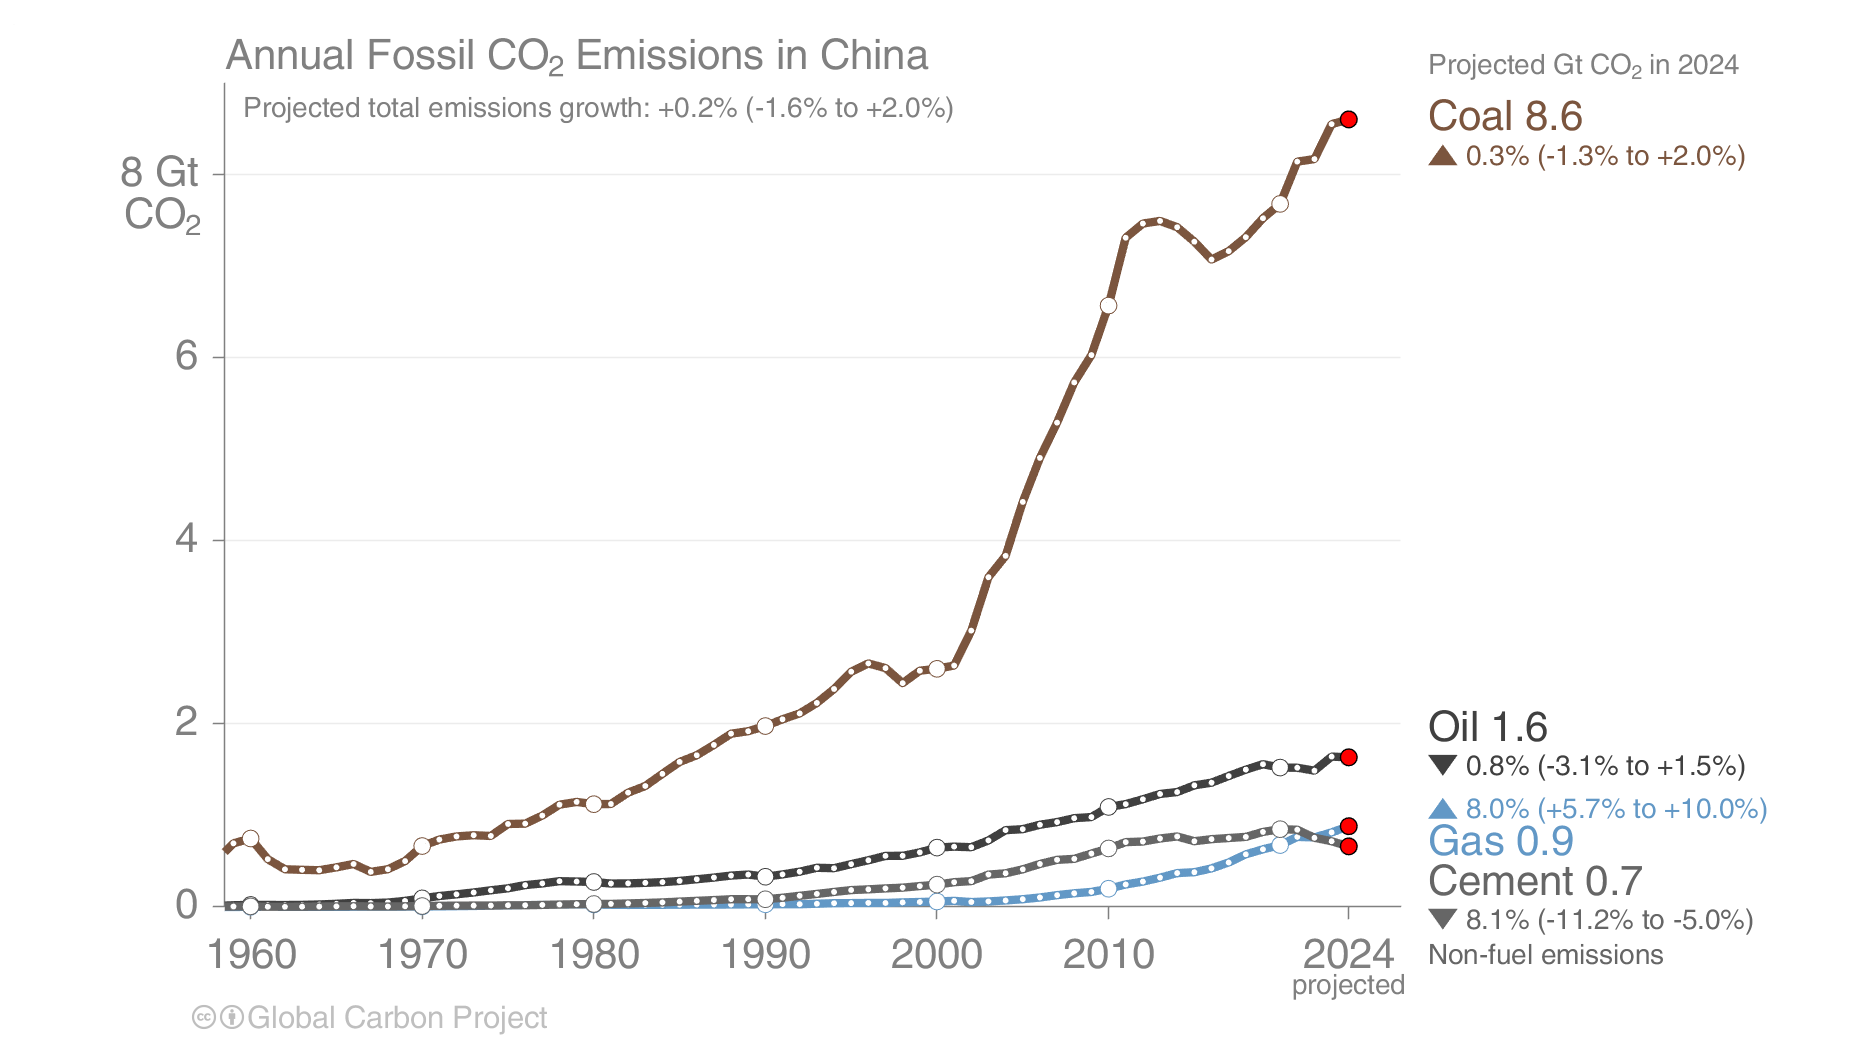 Annual Fossil CO₂ Emissions in China
Projected total emissions growth: +0.2% (-1.6% to +2.0%)
Projected Gt CO₂ in 2024
Coal 8.6
▲ 0.3% (-1.3% to +2.0%)
8 Gt
CO₂
6
4
2
0
Oil 1.6
▼ 0.8% (-3.1% to +1.5%)
▲ 8.0% (+5.7% to +10.0%)
Gas 0.9
Cement 0.7
▼ 8.1% (-11.2% to -5.0%)
Non-fuel emissions
1960 1970 1980 1990 2000 2010 2024
projected
cc Global Carbon Project